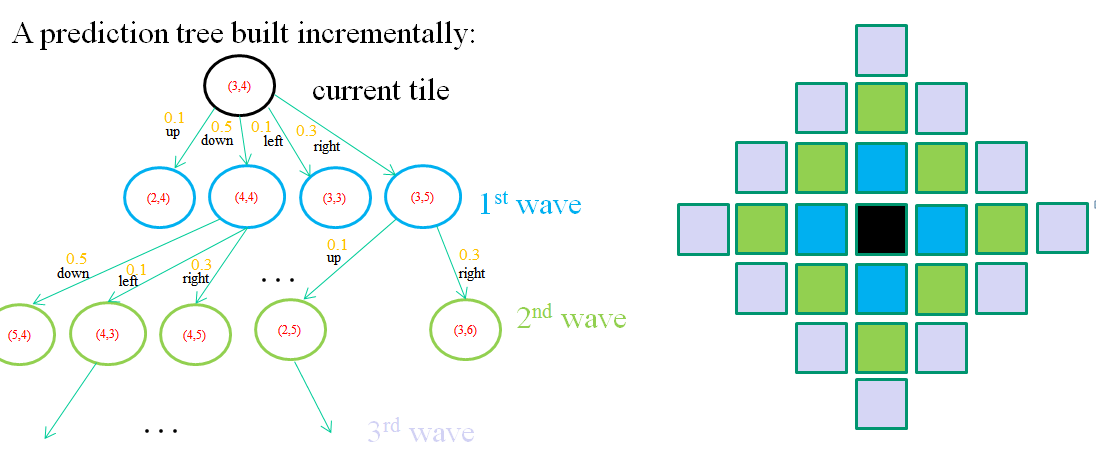 A prediction tree built incrementally:
(3,4)
current tile
0.1
up
0.5
down
0.1
left
0.3
right
(2,4)
(4,4)
(3,3)
(3,5)
1st wave
0.5
down
0.1
left
0.3
right
...
0.1
up
0.3
right
(5,4)
(4,3)
(4,5)
(2,5)
(3,6)
2nd wave
...
3rd wave